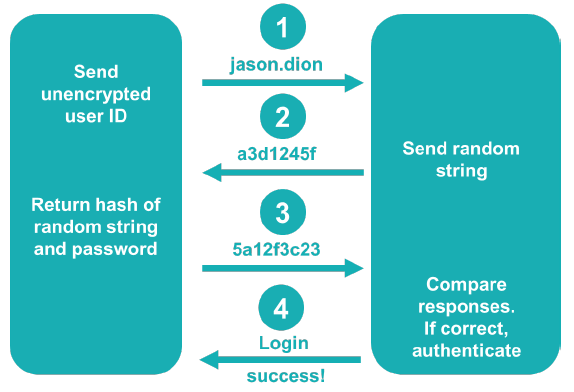 1
jason.dion
Send
unencrypted
user ID
2
a3d1245f
Send random
string
Return hash of
random string
and password
3
5a12f3c23
Compare
responses.
If correct,
authenticate
4
Login
success!